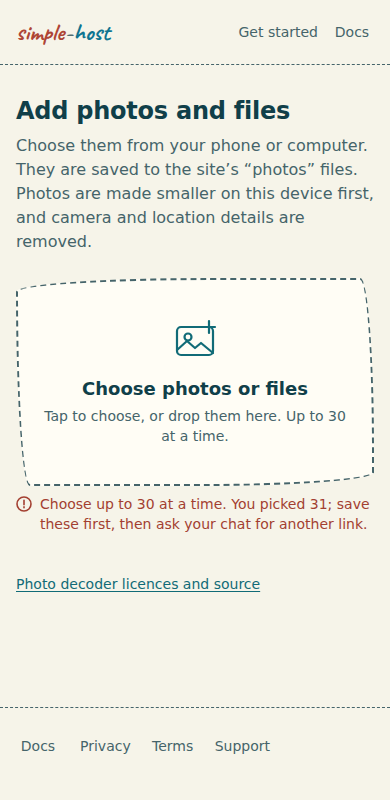 simple-host
Get started Docs
Add photos and files
Choose them from your phone or computer.
They are saved to the site’s “photos” files.
Photos are made smaller on this device first,
and camera and location details are
removed.
Choose photos or files
Tap to choose, or drop them here. Up to 30
at a time.
Choose up to 30 at a time. You picked 31; save
these first, then ask your chat for another link.
Photo decoder licences and source
Docs Privacy Terms Support